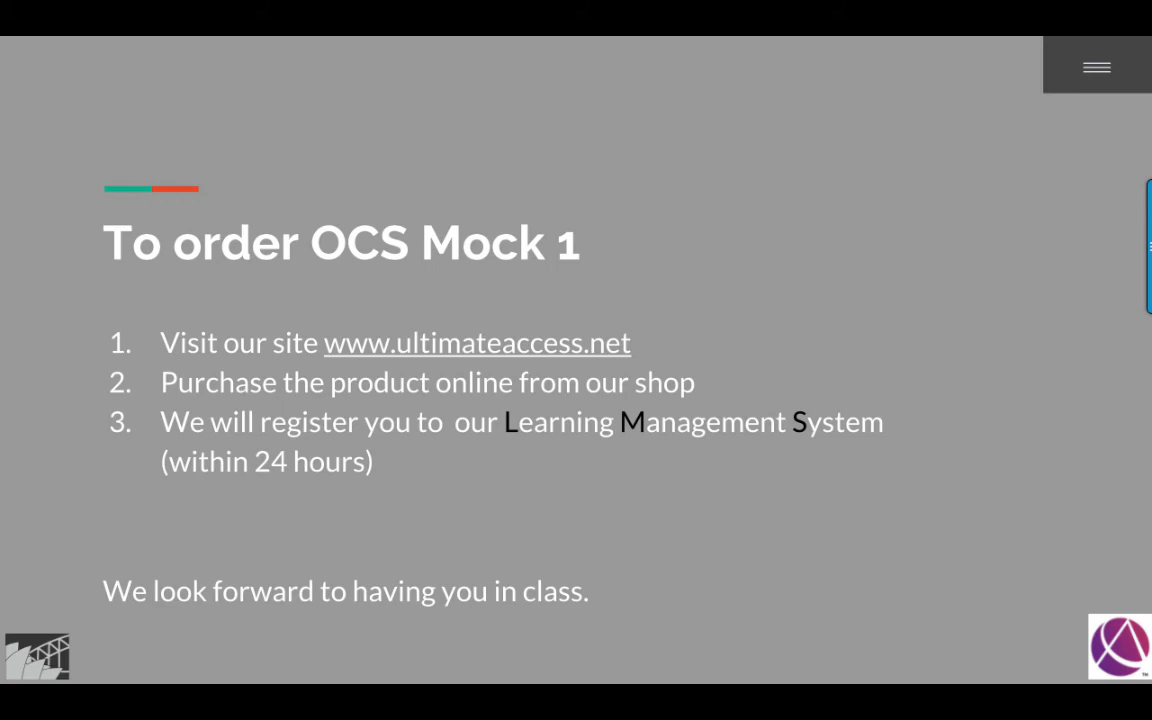 To order OCS Mock 1
1. Visit our site www.ultimateaccess.net
2. Purchase the product online from our shop
3. We will register you to our Learning Management System
(within 24 hours)
We look forward to having you in class.
TM